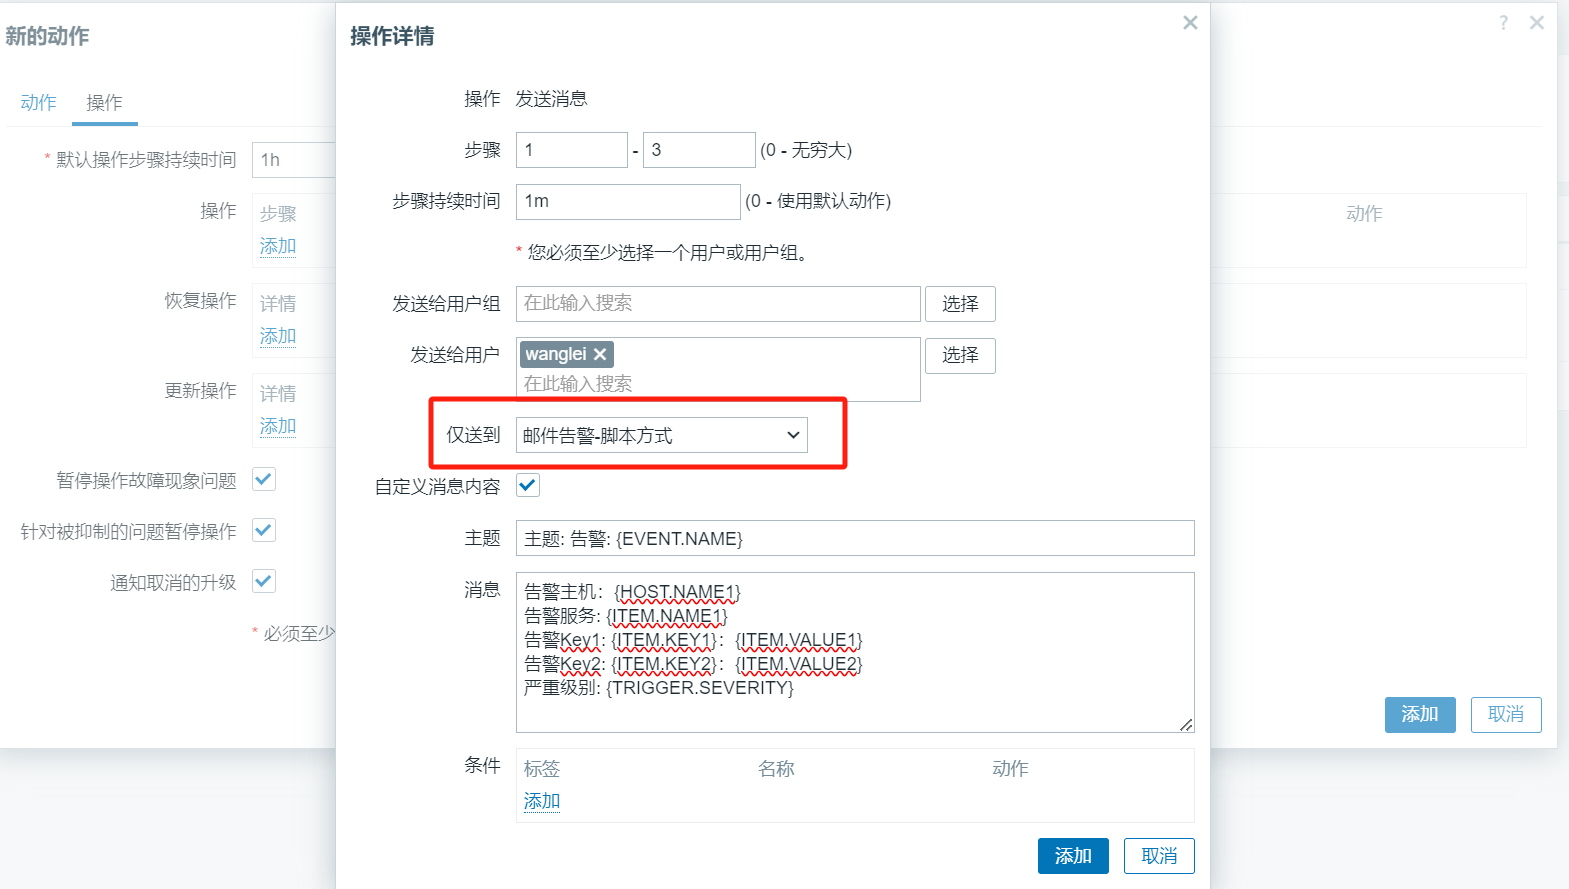 新的动作
动作 操作
* 默认操作步骤持续时间 1h
操作 步骤 动作
添加
恢复操作 详情
添加
更新操作 详情
添加
暂停操作故障现象问题
针对被抑制的问题暂停操作
通知取消的升级
* 必须至少
添加 取消
?
操作详情
操作 发送消息
步骤 1 - 3 (0 - 无穷大)
步骤持续时间 1m (0 - 使用默认动作)
* 您必须至少选择一个用户或用户组。
发送给用户组 在此输入搜索 选择
发送给用户 wanglei 选择
在此输入搜索
仅送到 邮件告警-脚本方式
自定义消息内容
主题 主题: 告警: {EVENT.NAME}
消息 告警主机：{HOST.NAME1}
告警服务: {ITEM.NAME1}
告警Key1: {ITEM.KEY1}：{ITEM.VALUE1}
告警Key2: {ITEM.KEY2}：{ITEM.VALUE2}
严重级别: {TRIGGER.SEVERITY}
条件 标签 名称 动作
添加
添加 取消